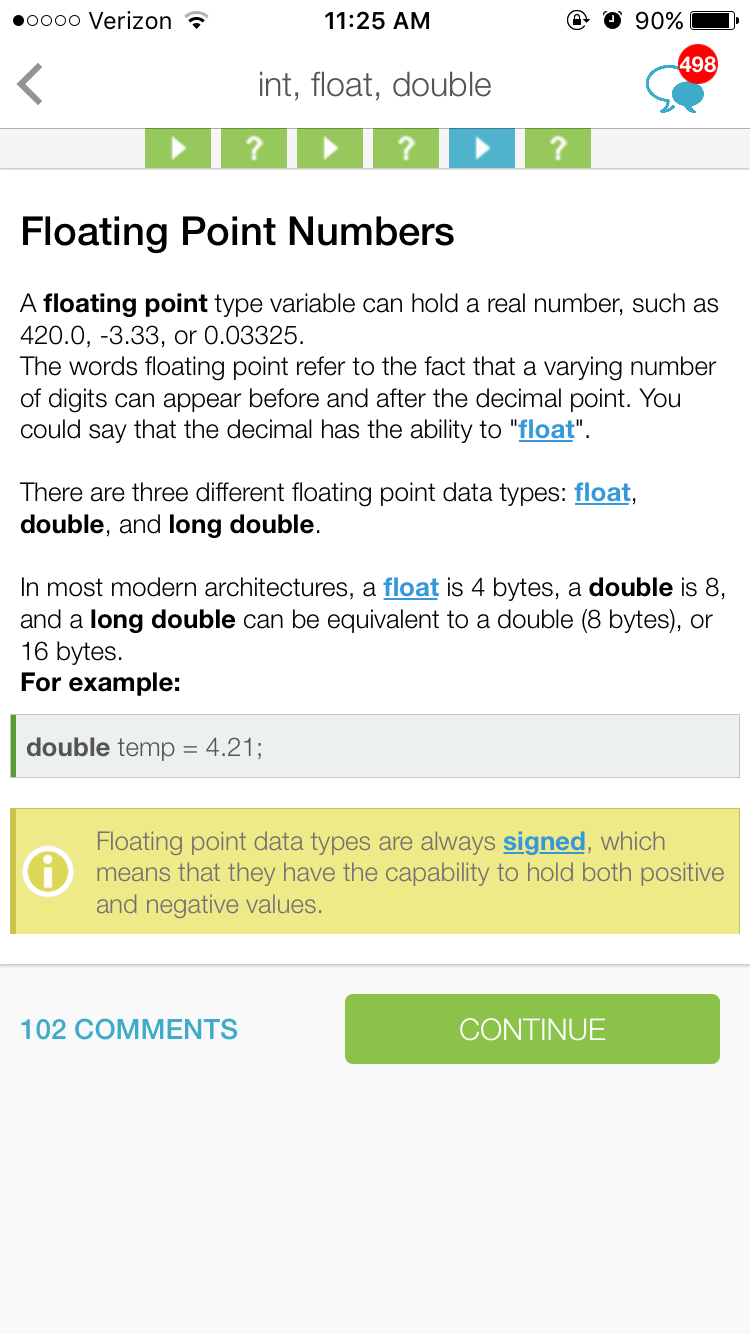 Verizon 11:25 AM 90%
int, float, double 498
? ? ?
Floating Point Numbers
A floating point type variable can hold a real number, such as
420.0, -3.33, or 0.03325.
The words floating point refer to the fact that a varying number
of digits can appear before and after the decimal point. You
could say that the decimal has the ability to "float".
There are three different floating point data types: float,
double, and long double.
In most modern architectures, a float is 4 bytes, a double is 8,
and a long double can be equivalent to a double (8 bytes), or
16 bytes.
For example:
double temp = 4.21;
Floating point data types are always signed, which
means that they have the capability to hold both positive
and negative values.
102 COMMENTS CONTINUE